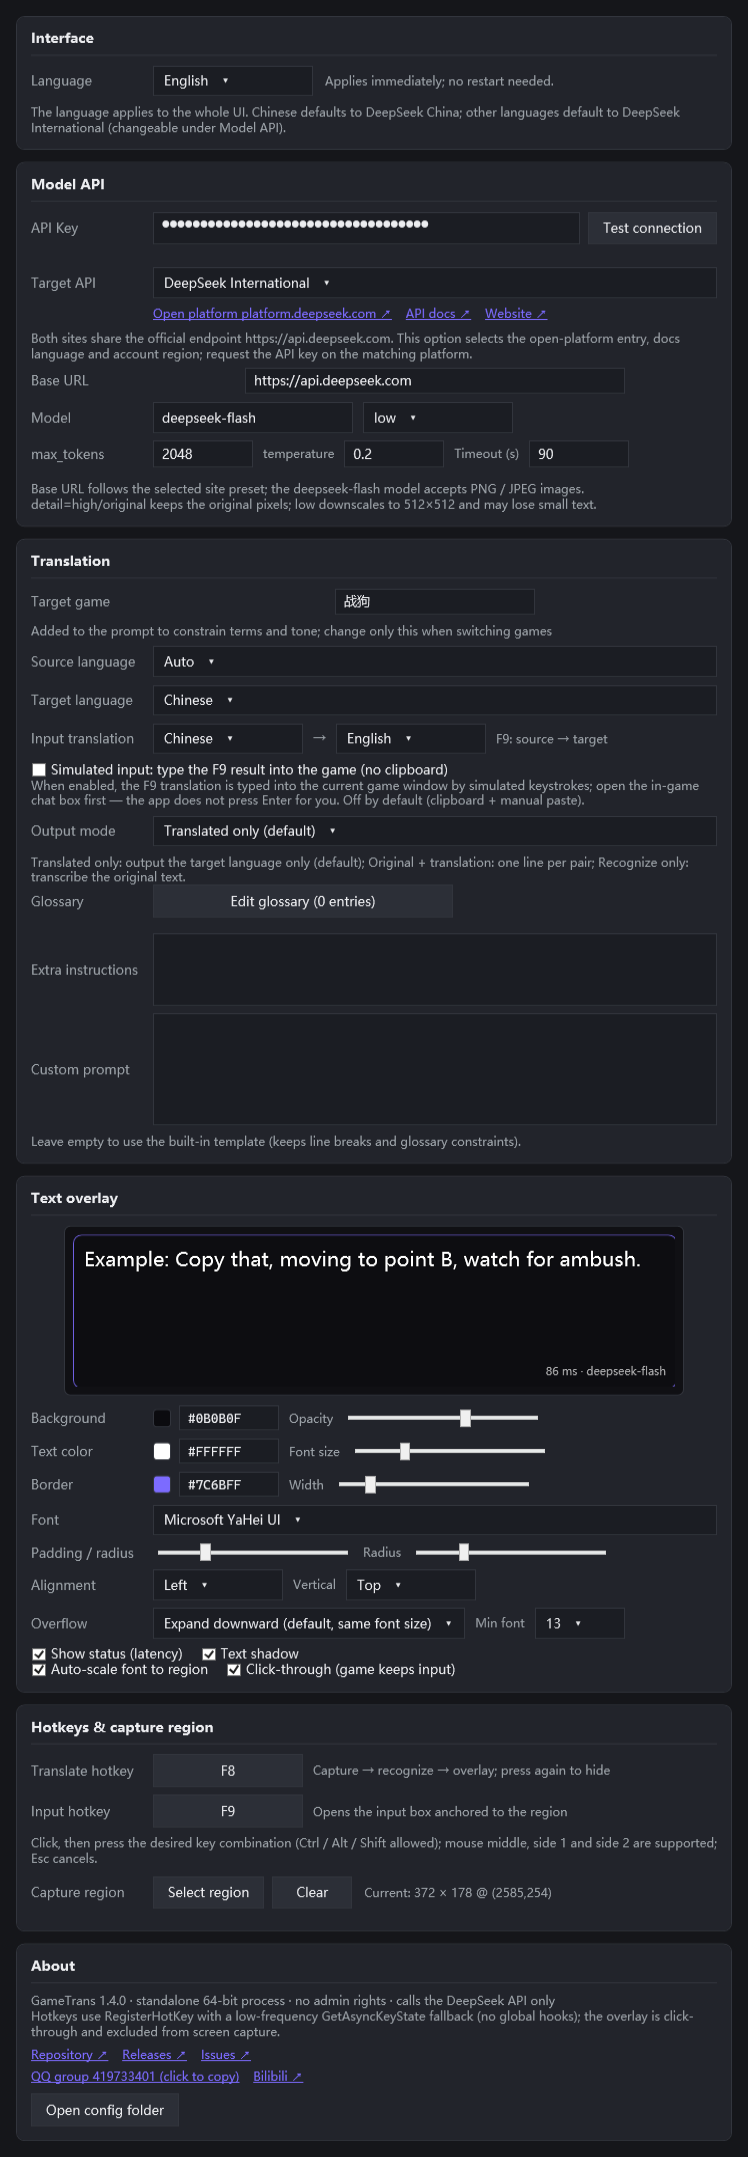 Interface
Language English Applies immediately; no restart needed.
The language applies to the whole UI. Chinese defaults to DeepSeek China; other languages default to DeepSeek
International (changeable under Model API).
Model API
API Key ●●●●●●●●●●●●●●●●●●●●●●●●●●●●●●●●●●● Test connection
Target API DeepSeek International
Open platform platform.deepseek.com ↗ API docs ↗ Website ↗
Both sites share the official endpoint https://api.deepseek.com. This option selects the open-platform entry, docs
language and account region; request the API key on the matching platform.
Base URL https://api.deepseek.com
Model deepseek-flash low
max_tokens 2048 temperature 0.2 Timeout (s) 90
Base URL follows the selected site preset; the deepseek-flash model accepts PNG / JPEG images.
detail=high/original keeps the original pixels; low downscales to 512×512 and may lose small text.
Translation
Target game 战狗
Added to the prompt to constrain terms and tone; change only this when switching games
Source language Auto
Target language Chinese
Input translation Chinese → English F9: source → target
Simulated input: type the F9 result into the game (no clipboard)
When enabled, the F9 translation is typed into the current game window by simulated keystrokes; open the in-game
chat box first — the app does not press Enter for you. Off by default (clipboard + manual paste).
Output mode Translated only (default)
Translated only: output the target language only (default); Original + translation: one line per pair; Recognize only:
transcribe the original text.
Glossary Edit glossary (0 entries)
Extra instructions
Custom prompt
Leave empty to use the built-in template (keeps line breaks and glossary constraints).
Text overlay
Example: Copy that, moving to point B, watch for ambush.
86 ms · deepseek-flash
Background #0B0B0F Opacity
Text color #FFFFFF Font size
Border #7C6BFF Width
Font Microsoft YaHei UI
Padding / radius Radius
Alignment Left Vertical Top
Overflow Expand downward (default, same font size) Min font 13
Show status (latency) Text shadow
Auto-scale font to region Click-through (game keeps input)
Hotkeys & capture region
Translate hotkey F8 Capture → recognize → overlay; press again to hide
Input hotkey F9 Opens the input box anchored to the region
Click, then press the desired key combination (Ctrl / Alt / Shift allowed); mouse middle, side 1 and side 2 are supported;
Esc cancels.
Capture region Select region Clear Current: 372 × 178 @ (2585,254)
About
GameTrans 1.4.0 · standalone 64-bit process · no admin rights · calls the DeepSeek API only
Hotkeys use RegisterHotKey with a low-frequency GetAsyncKeyState fallback (no global hooks); the overlay is click-
through and excluded from screen capture.
Repository ↗ Releases ↗ Issues ↗
QQ group 419733401 (click to copy) Bilibili ↗
Open config folder